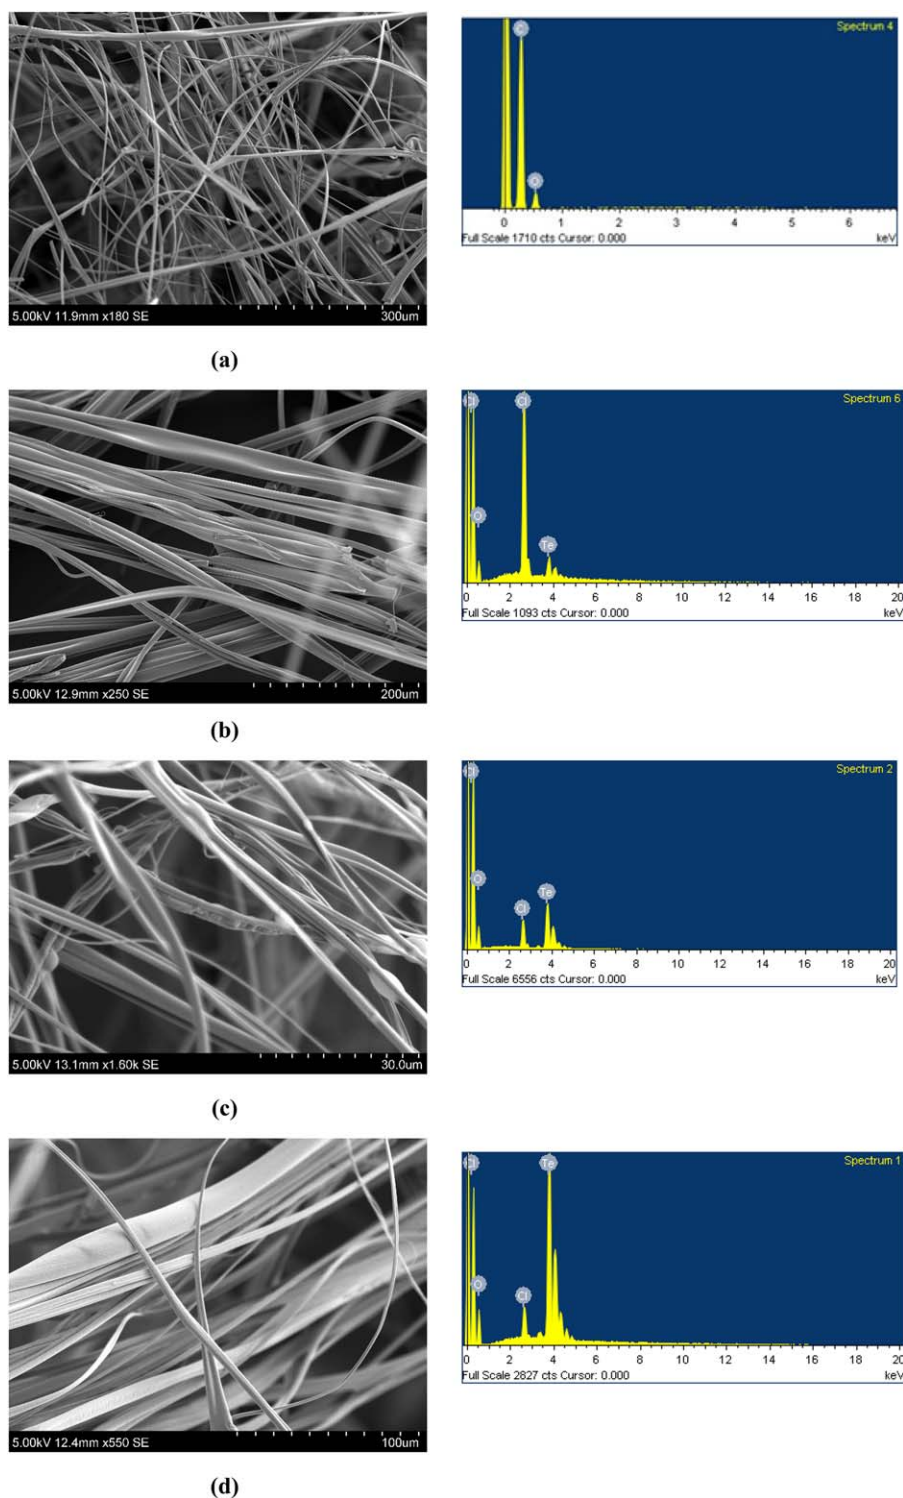 Spectrum 4
C
O
0 1 2 3 4 5 6
Full Scale 1710 cts Cursor: 0.000 keV
5.00kV 11.9mm x180 SE 300um
(a)
Spectrum 6
Cl Cl
O
Te
0 2 4 6 8 10 12 14 16 18 20
Full Scale 1093 cts Cursor: 0.000 keV
5.00kV 12.9mm x250 SE 200um
(b)
Spectrum 2
Cl
O
Cl Te
0 2 4 6 8 10 12 14 16 18 20
Full Scale 6556 cts Cursor: 0.000 keV
5.00kV 13.1mm x1.60k SE 30.0um
(c)
Spectrum 1
Cl Te
O
Cl
0 2 4 6 8 10 12 14 16 18 20
Full Scale 2827 cts Cursor: 0.000 keV
5.00kV 12.4mm x550 SE 100um
(d)